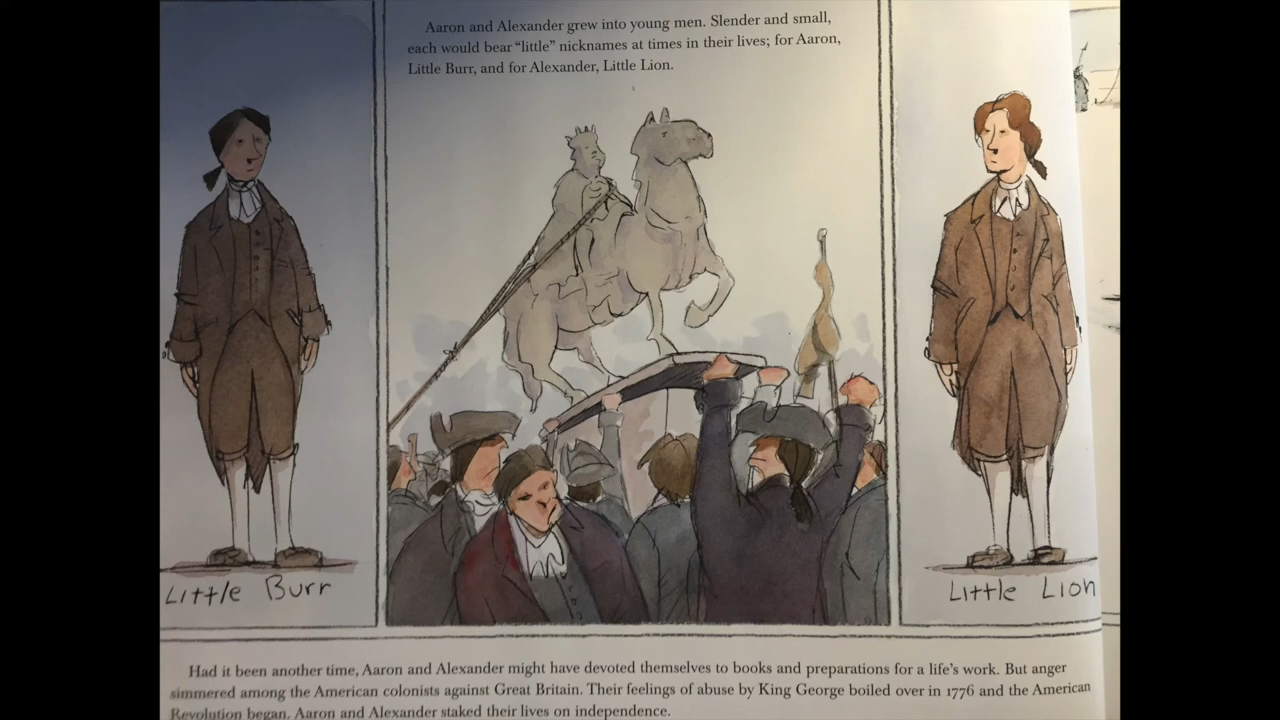 Aaron and Alexander grew into young men. Slender and small,
each would bear “little” nicknames at times in their lives; for Aaron,
Little Burr, and for Alexander, Little Lion.
Little Burr
Little Lion
Had it been another time, Aaron and Alexander might have devoted themselves to books and preparations for a life’s work. But anger
simmered among the American colonists against Great Britain. Their feelings of abuse by King George boiled over in 1776 and the American
Revolution began. Aaron and Alexander staked their lives on independence.